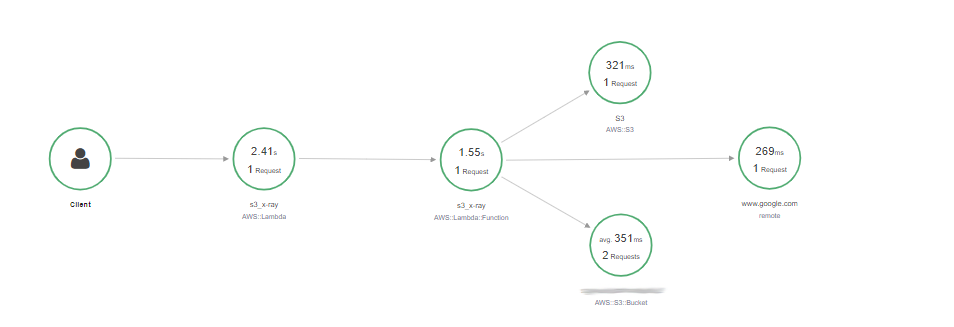 Client
2.41s
1 Request
s3_x-ray
AWS::Lambda
1.55s
1 Request
s3_x-ray
AWS::Lambda::Function
321ms
1 Request
S3
AWS::S3
269ms
1 Request
www.google.com
remote
avg. 351ms
2 Requests
AWS::S3::Bucket